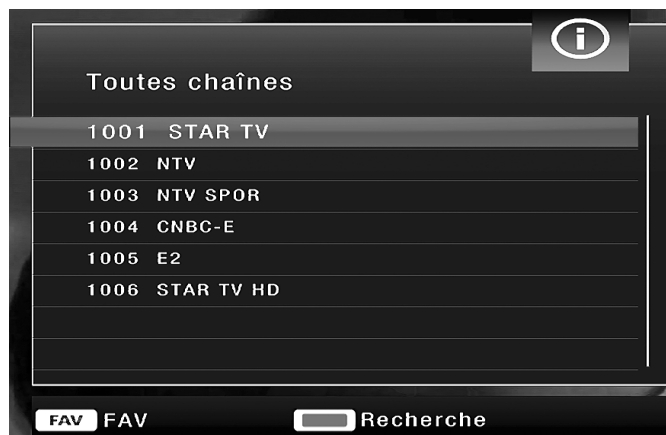 Toutes chaînes
1001 STAR TV
1002 NTV
1003 NTV SPOR
1004 CNBC-E
1005 E2
1006 STAR TV HD
FAV FAV Recherche